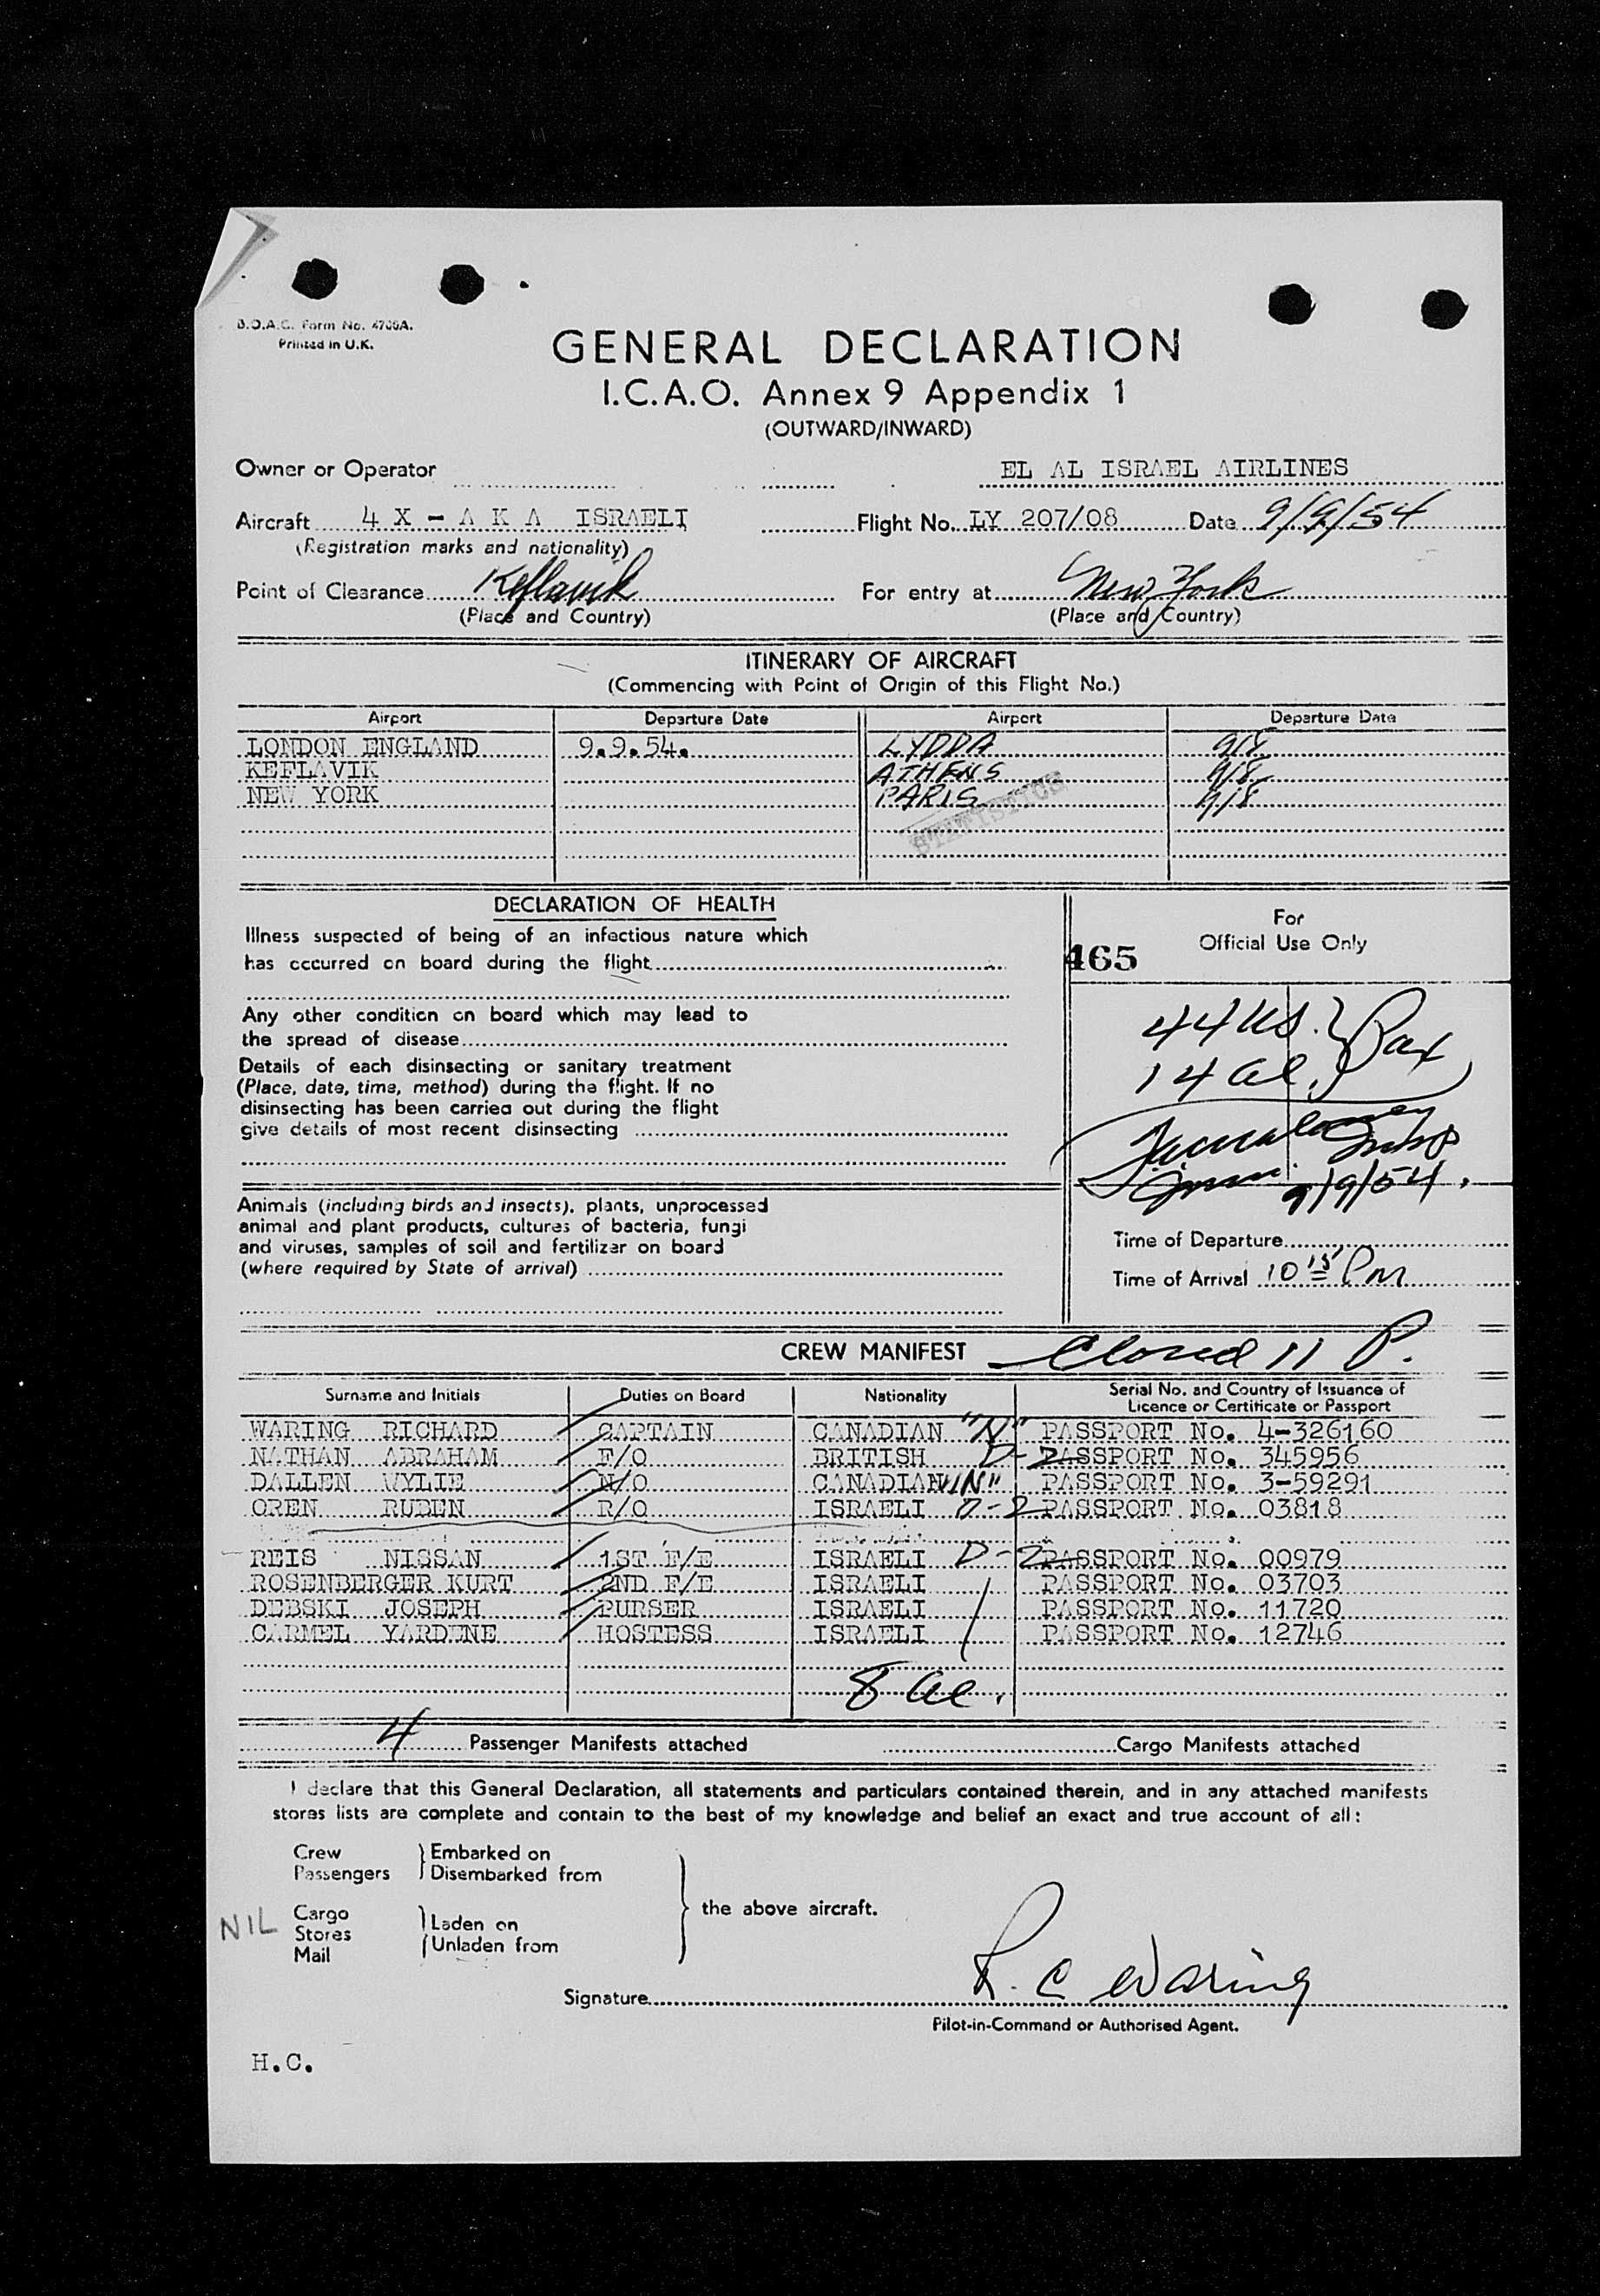 B.O.A.C. Form No. 4700A.
Printed in U.K.
GENERAL DECLARATION
I.C.A.O. Annex 9 Appendix 1
(OUTWARD/INWARD)
Owner or Operator EL AL ISRAEL AIRLINES
Aircraft 4 X - A K A ISRAELI Flight No. LY 207/08 Date 9/9/54
(Registration marks and nationality)
Point of Clearance Keflavik For entry at New York
(Place and Country) (Place and Country)
ITINERARY OF AIRCRAFT
(Commencing with Point of Origin of this Flight No.)
Airport Departure Date Airport Departure Date
LONDON ENGLAND 9.9.54. LYDDA 9/8
KEFLAVIK ATHENS 9/8
NEW YORK PARIS 9/8
STATISTICS
DECLARATION OF HEALTH
Illness suspected of being of an infectious nature which
has occurred on board during the flight
Any other condition on board which may lead to
the spread of disease
Details of each disinsecting or sanitary treatment
(Place, date, time, method) during the flight. If no
disinsecting has been carried out during the flight
give details of most recent disinsecting
Animals (including birds and insects), plants, unprocessed
animal and plant products, cultures of bacteria, fungi
and viruses, samples of soil and fertilizer on board
(where required by State of arrival)
For
Official Use Only
465
44 US. } Pax
14 al.
9/9/54.
Time of Departure
Time of Arrival 10 15 PM
CREW MANIFEST Closed 11 P.
Surname and Initials Duties on Board Nationality Serial No. and Country of Issuance of
Licence or Certificate or Passport
WARING RICHARD CAPTAIN CANADIAN "N" PASSPORT No. 4-326160
NATHAN ABRAHAM F/O BRITISH D-2 PASSPORT No. 345956
DALLEN WYLIE N/O CANADIAN "N" PASSPORT No. 3-59291
OREN RUBEN R/O ISRAELI D-2 PASSPORT No. 03818
REIS NISSAN 1ST F/E ISRAELI D-2 PASSPORT No. 00979
ROSENBERGER KURT 2ND F/E ISRAELI PASSPORT No. 03703
DEBSKI JOSEPH PURSER ISRAELI PASSPORT No. 11720
CARMEL YARDENE HOSTESS ISRAELI PASSPORT No. 12746
8 al.
4 Passenger Manifests attached Cargo Manifests attached
I declare that this General Declaration, all statements and particulars contained therein, and in any attached manifests
stores lists are complete and contain to the best of my knowledge and belief an exact and true account of all:
Crew } Embarked on
Passengers } Disembarked from
the above aircraft.
NIL Cargo } Laden on
Stores
Mail } Unladen from
Signature R. C Waring
Pilot-in-Command or Authorised Agent.
H.C.